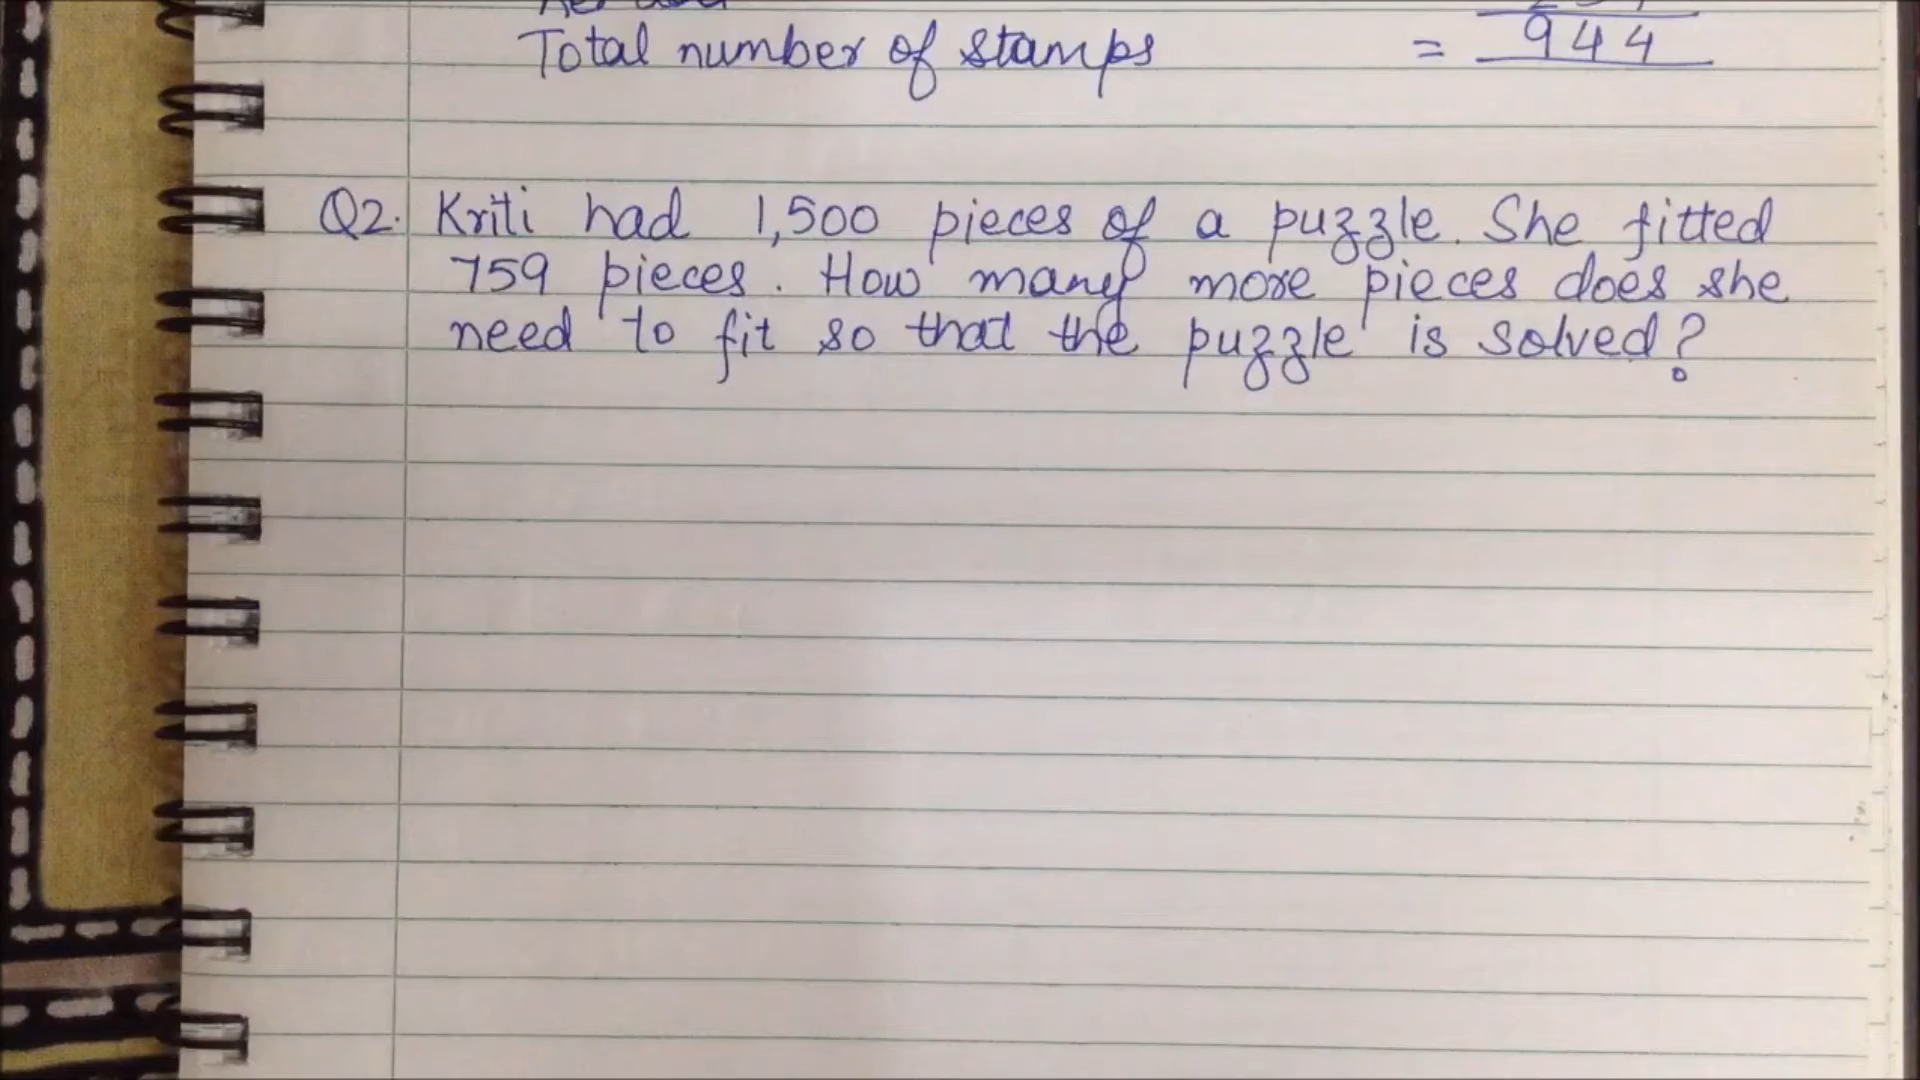 Total number of stamps = 944
Q2. Kriti had 1,500 pieces of a puzzle. She fitted
759 pieces. How many more pieces does she
need to fit so that the puzzle is solved?